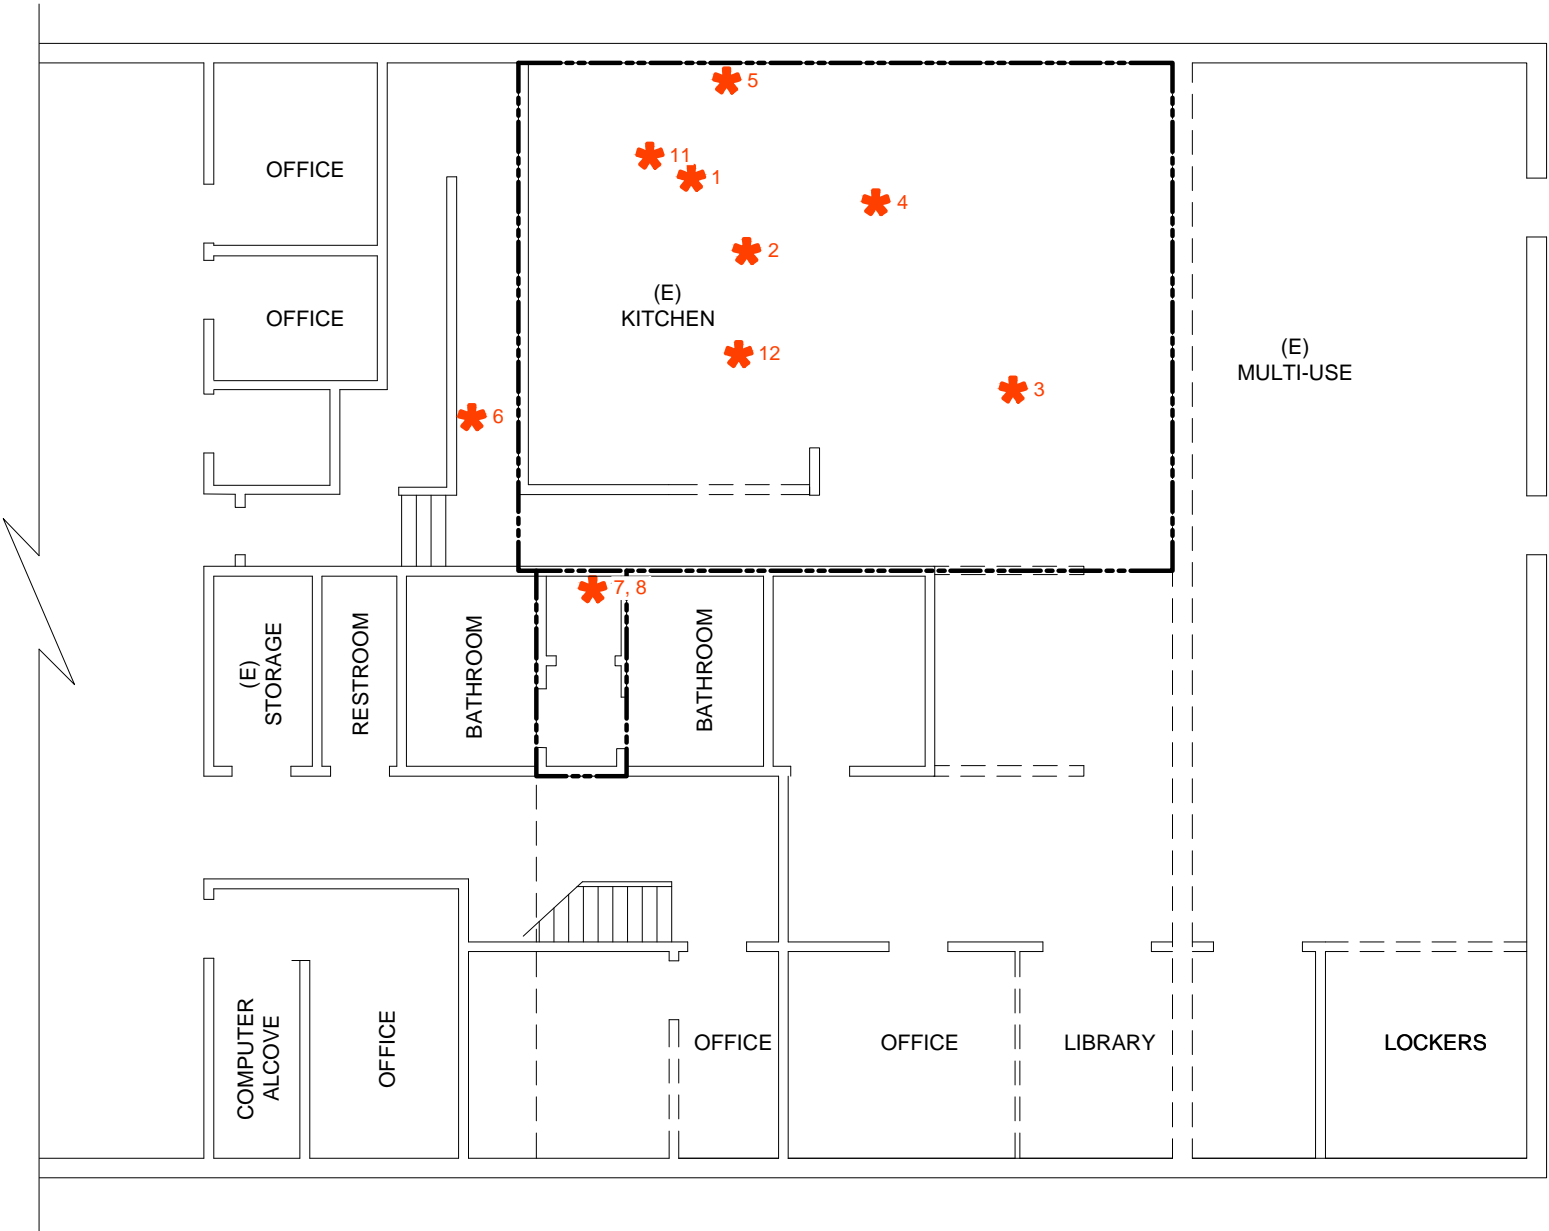 5
OFFICE
11
1
4
2
(E)
KITCHEN
OFFICE
(E)
MULTI-USE
12
3
6
7, 8
(E)
STORAGE
RESTROOM
BATHROOM
BATHROOM
COMPUTER
ALCOVE
OFFICE
OFFICE
OFFICE
LIBRARY
LOCKERS